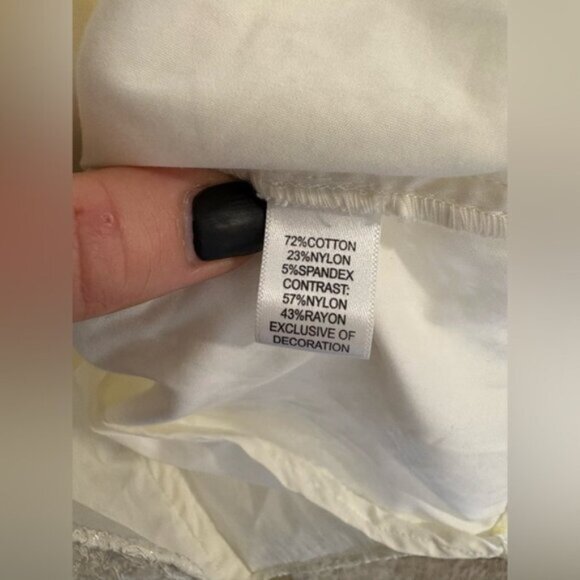 72%COTTON
23%NYLON
5%SPANDEX
CONTRAST:
57%NYLON
43%RAYON
EXCLUSIVE OF
DECORATION